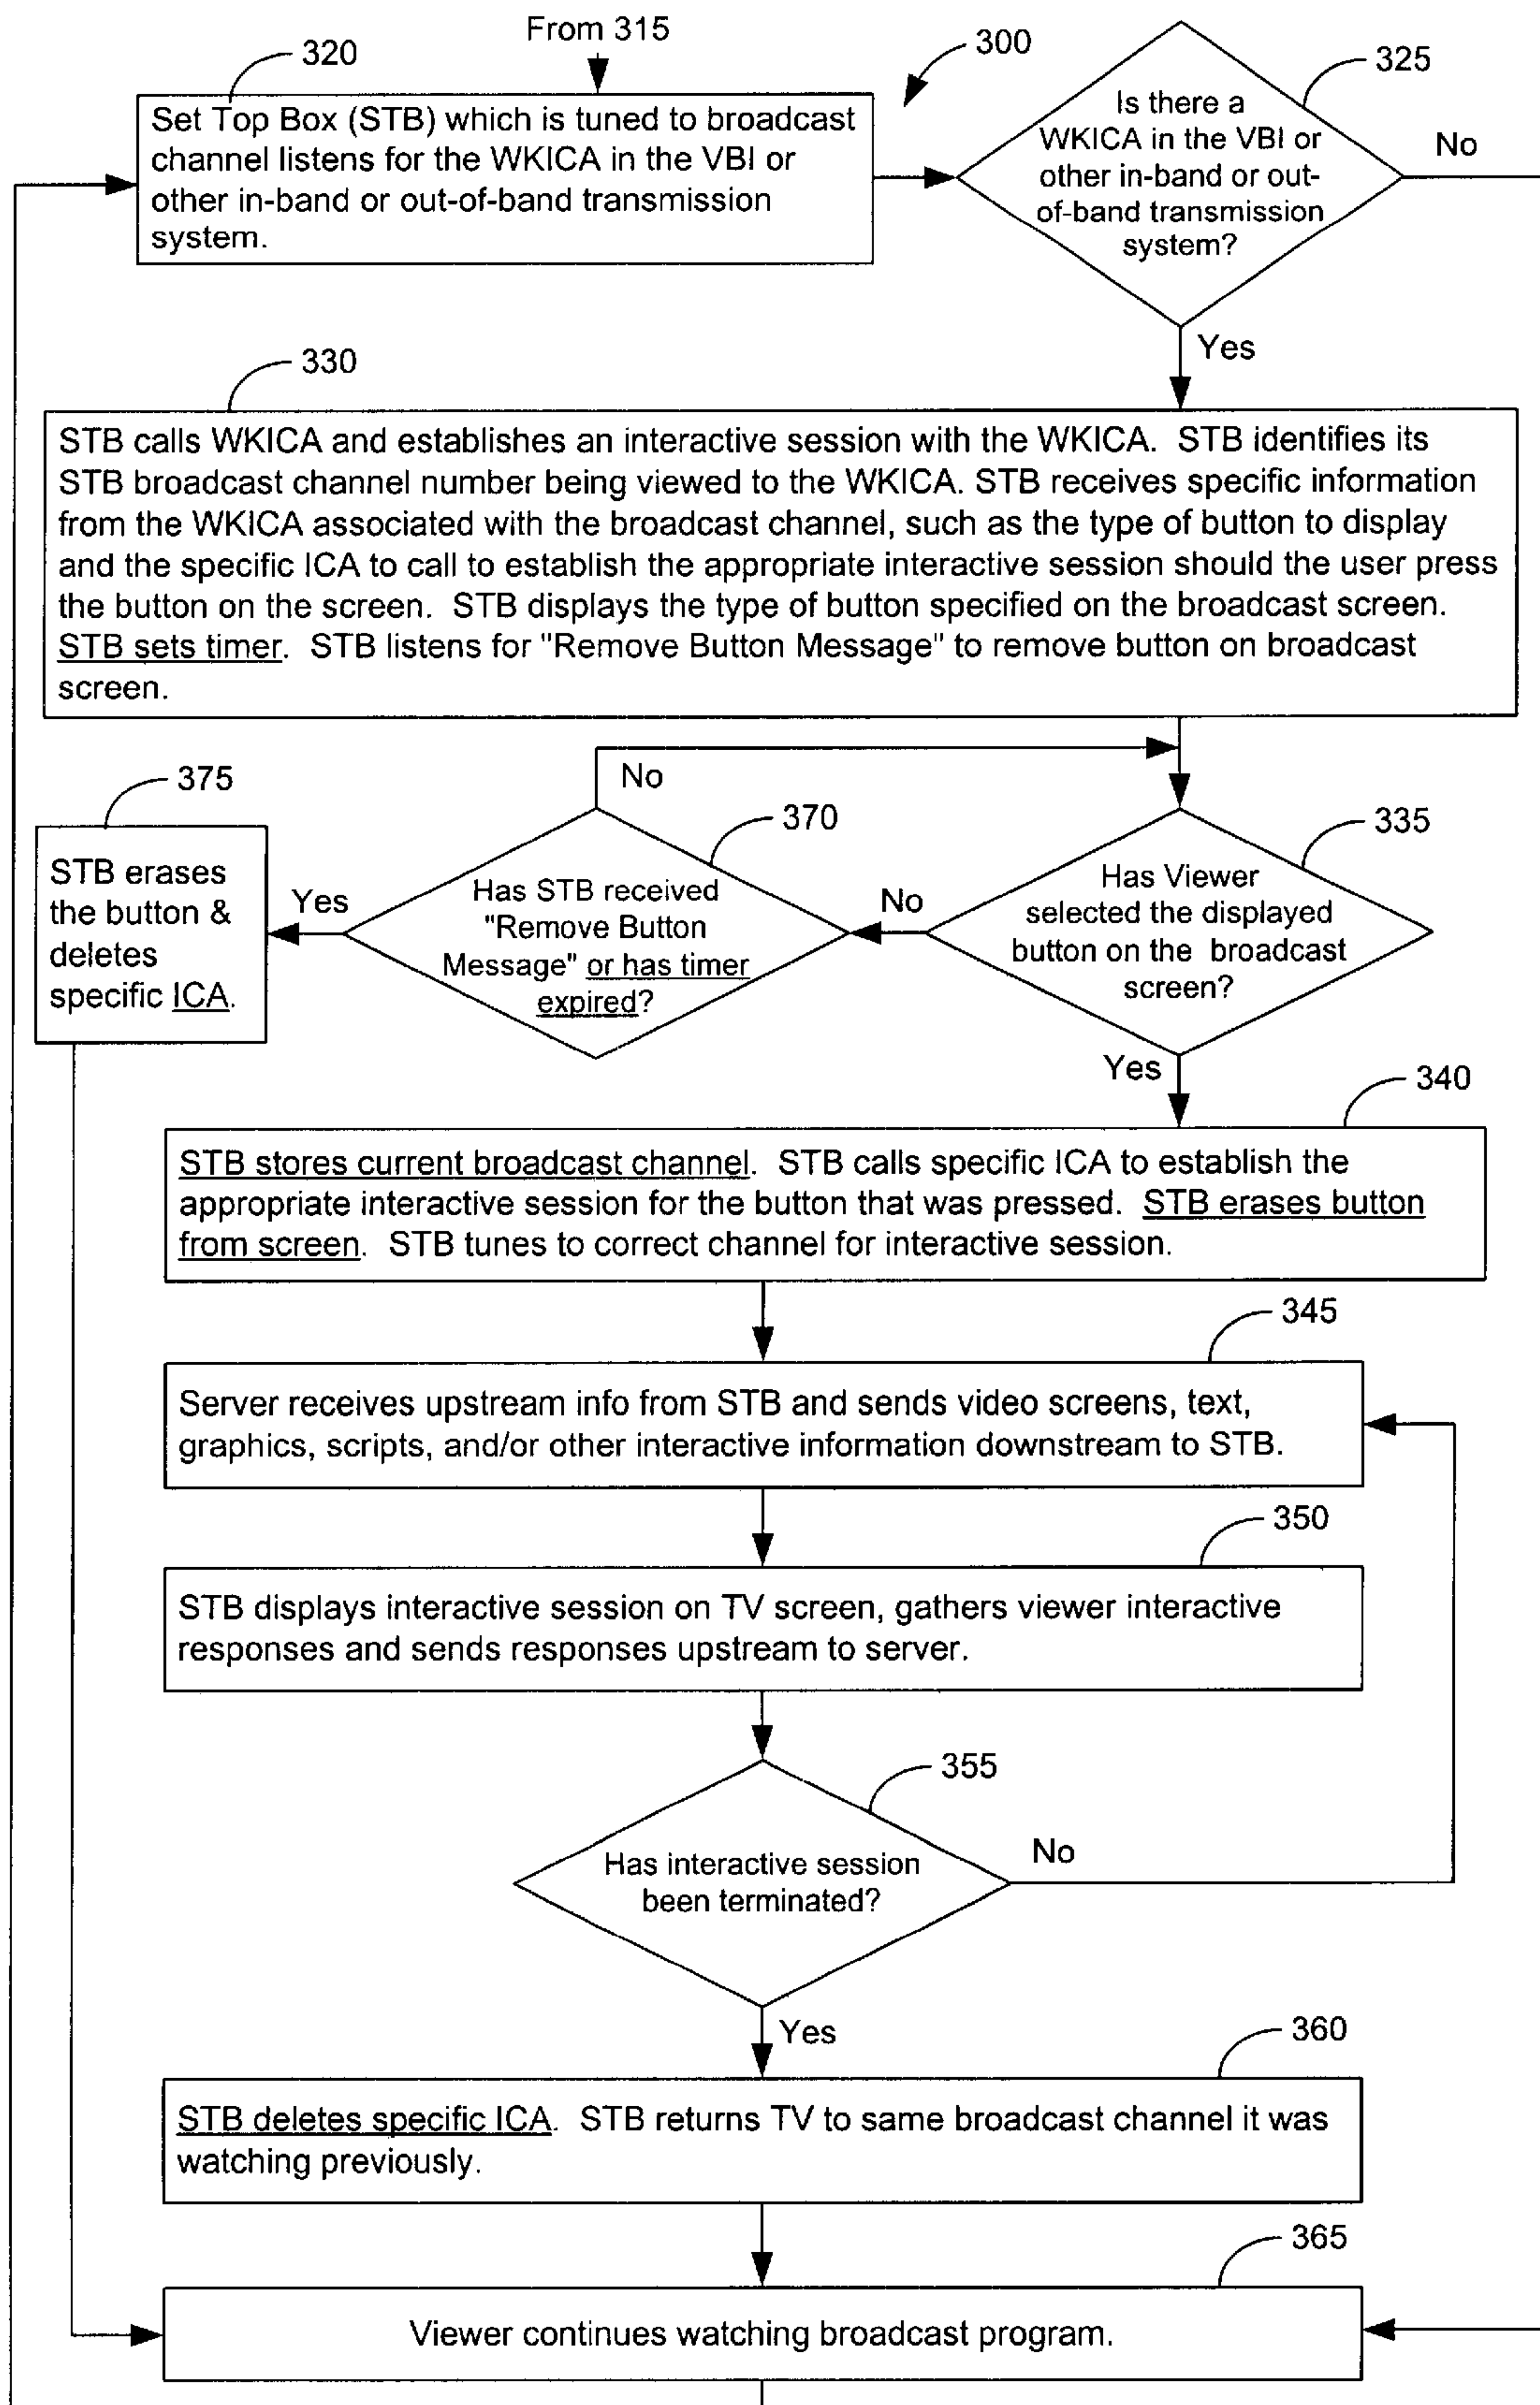 From 315
320
300
325
Set Top Box (STB) which is tuned to broadcast
channel listens for the WKICA in the VBI or
other in-band or out-of-band transmission
system.
Is there a
WKICA in the VBI or
other in-band or out-
of-band transmission
system?
No
Yes
330
STB calls WKICA and establishes an interactive session with the WKICA. STB identifies its
STB broadcast channel number being viewed to the WKICA. STB receives specific information
from the WKICA associated with the broadcast channel, such as the type of button to display
and the specific ICA to call to establish the appropriate interactive session should the user press
the button on the screen. STB displays the type of button specified on the broadcast screen.
STB sets timer. STB listens for "Remove Button Message" to remove button on broadcast
screen.
375
No
370
335
STB erases
the button &
deletes
specific ICA.
Yes
Has STB received
"Remove Button
Message" or has timer
expired?
No
Has Viewer
selected the displayed
button on the broadcast
screen?
Yes
340
STB stores current broadcast channel. STB calls specific ICA to establish the
appropriate interactive session for the button that was pressed. STB erases button
from screen. STB tunes to correct channel for interactive session.
345
Server receives upstream info from STB and sends video screens, text,
graphics, scripts, and/or other interactive information downstream to STB.
350
STB displays interactive session on TV screen, gathers viewer interactive
responses and sends responses upstream to server.
355
Has interactive session
been terminated?
No
Yes
360
STB deletes specific ICA. STB returns TV to same broadcast channel it was
watching previously.
365
Viewer continues watching broadcast program.